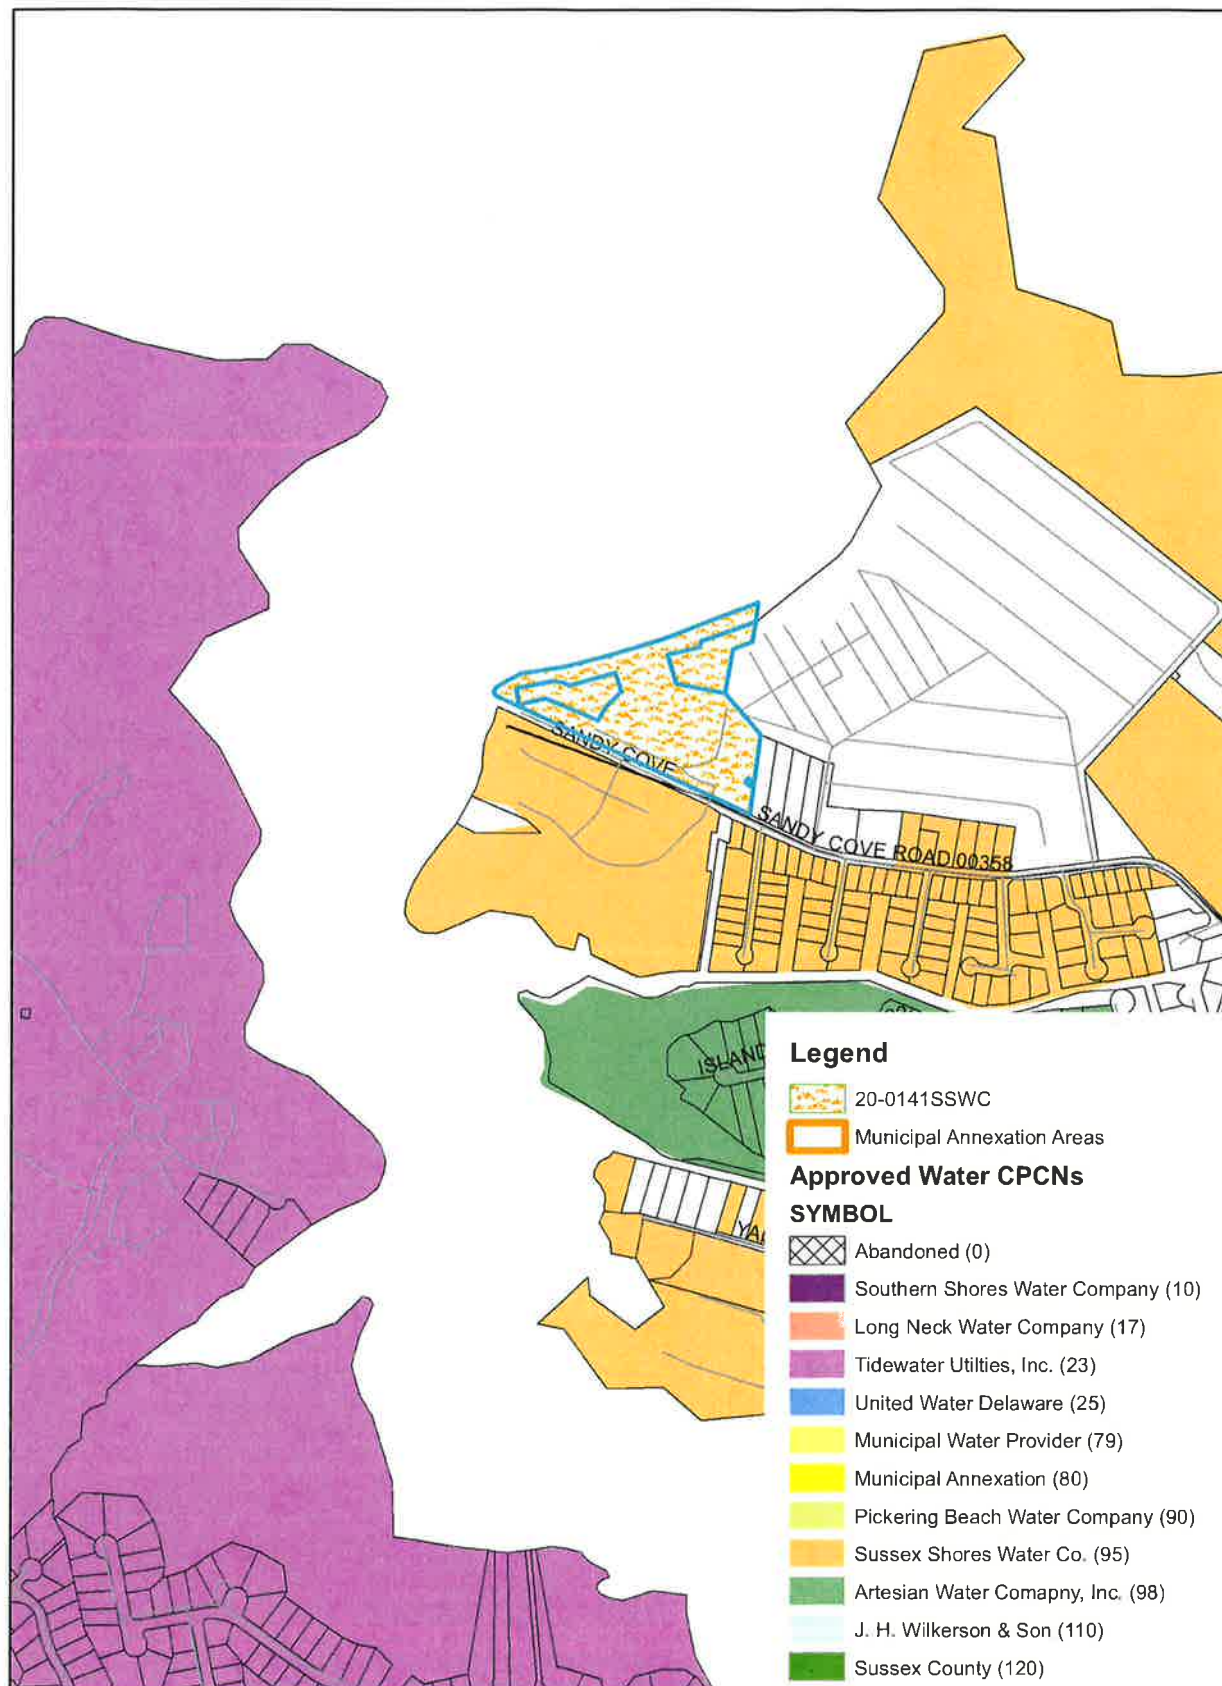 SANDY COVE
SANDY COVE ROAD 00358
ISLAND
Legend
20-0141SSWC
Municipal Annexation Areas
Approved Water CPCNs
SYMBOL
Abandoned (0)
Southern Shores Water Company (10)
Long Neck Water Company (17)
Tidewater Utilties, Inc. (23)
United Water Delaware (25)
Municipal Water Provider (79)
Municipal Annexation (80)
Pickering Beach Water Company (90)
Sussex Shores Water Co. (95)
Artesian Water Comapny, Inc. (98)
J. H. Wilkerson & Son (110)
Sussex County (120)